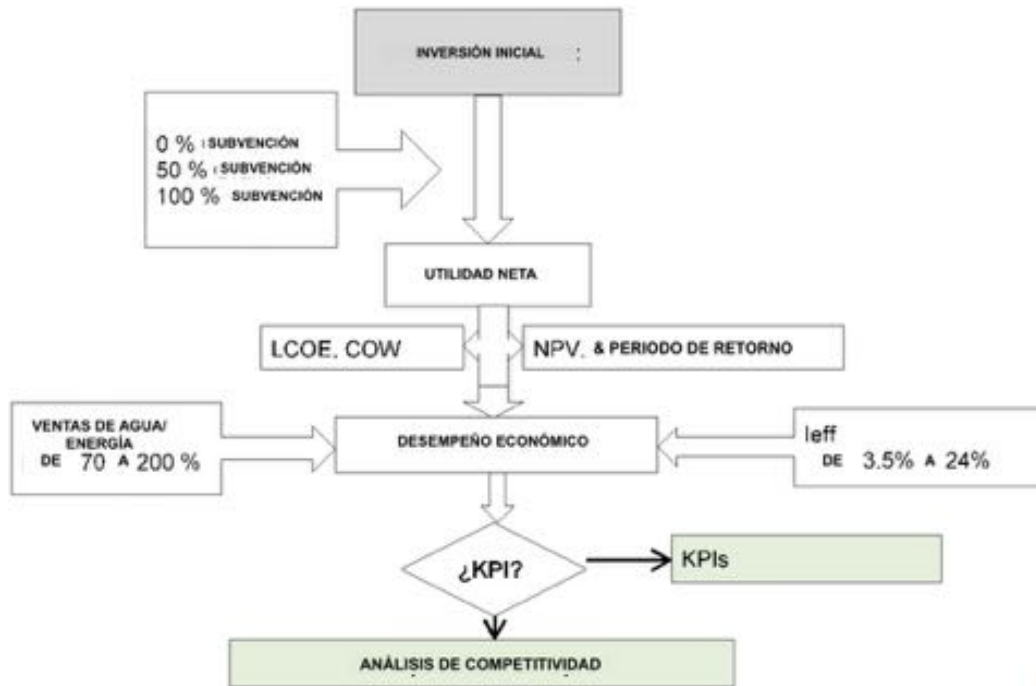 INVERSIÓN INICIAL :
0 % SUBVENCIÓN
50 % SUBVENCIÓN
100 % SUBVENCIÓN
UTILIDAD NETA
LCOE, COW
NPV. & PERIODO DE RETORNO
VENTAS DE AGUA/
ENERGÍA
DE 70 A 200 %
DESEMPEÑO ECONÓMICO
Ieff
DE 3.5% A 24%
¿KPI?
KPIs
ANÁLISIS DE COMPETITIVIDAD